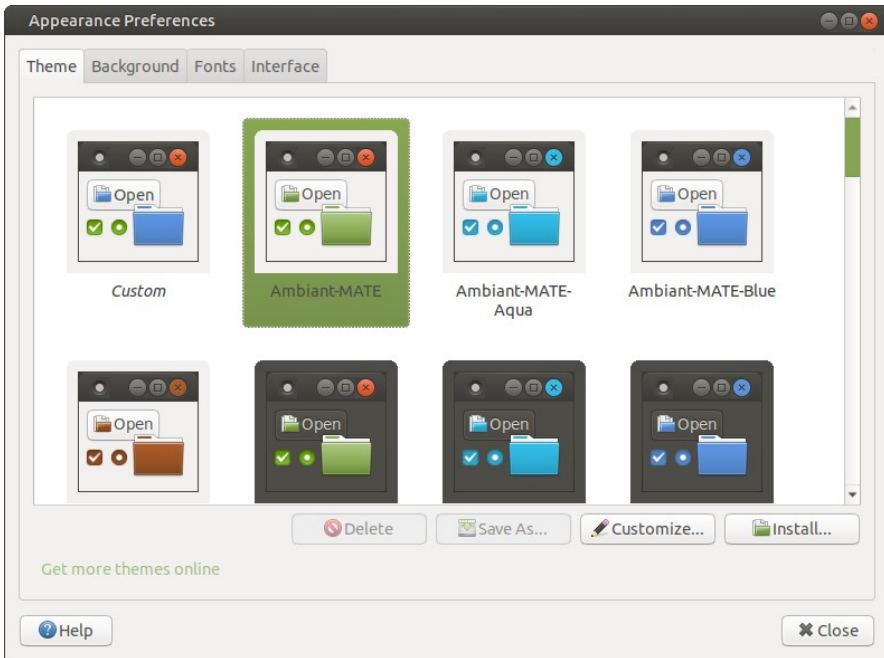 Appearance Preferences
Theme Background Fonts Interface
Open Open Open Open
Custom Ambiant-MATE Ambiant-MATE- Ambiant-MATE-Blue
Aqua
Open Open Open Open
Delete Save As... Customize... Install...
Get more themes online
Help Close